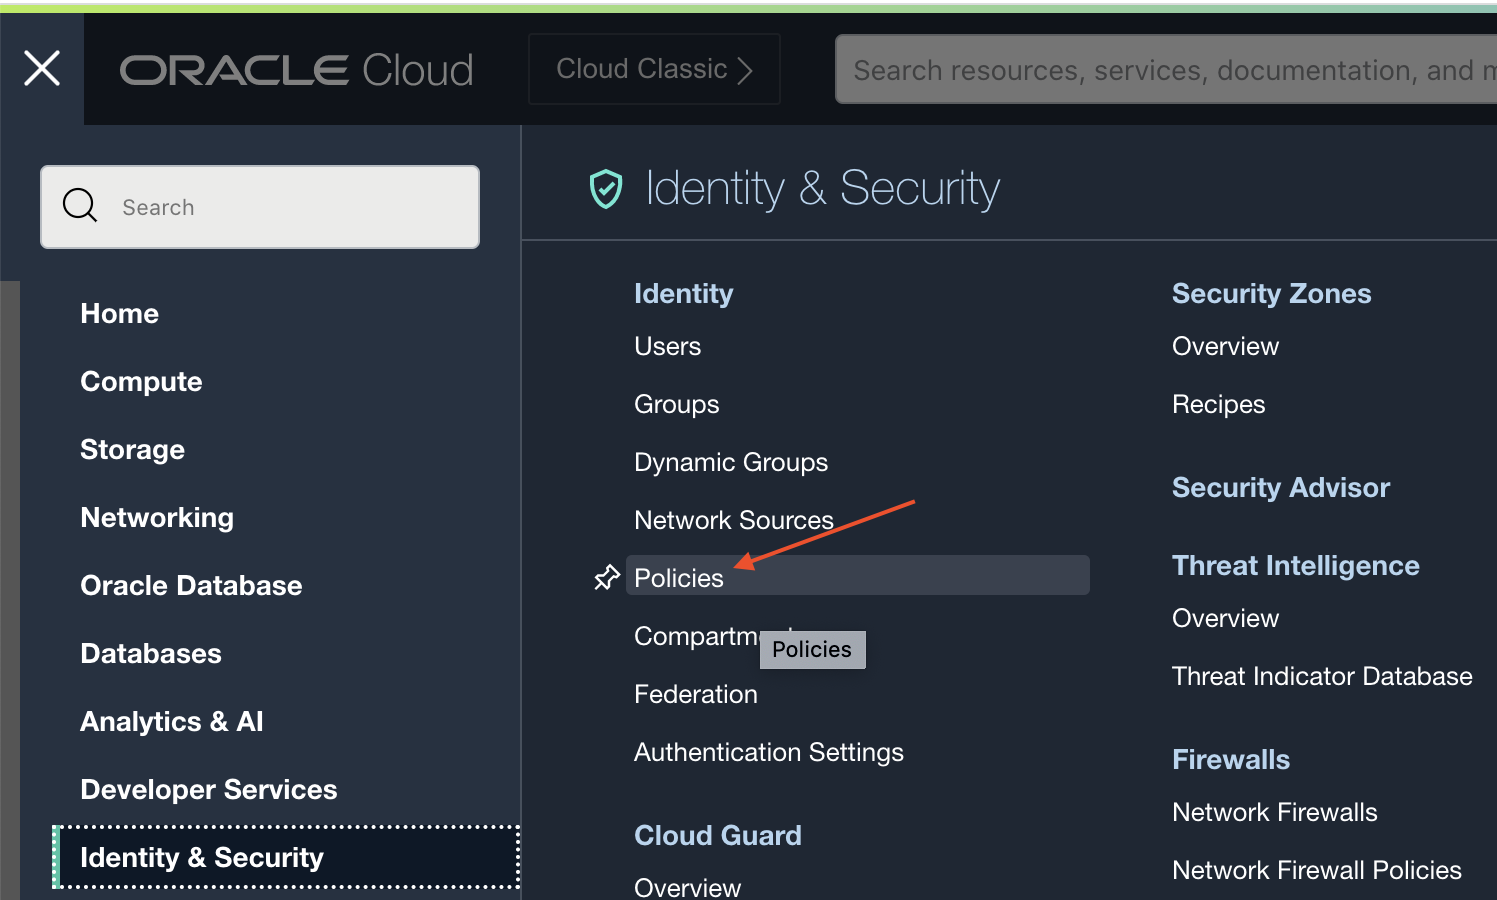 ORACLE Cloud
Cloud Classic
Search resources, services, documentation, and
Search
Home
Compute
Storage
Networking
Oracle Database
Databases
Analytics & AI
Developer Services
Identity & Security
Identity & Security
Identity
Users
Groups
Dynamic Groups
Network Sources
Policies
Policies
Federation
Authentication Settings
Cloud Guard
Overview
Security Zones
Overview
Recipes
Security Advisor
Threat Intelligence
Overview
Threat Indicator Database
Firewalls
Network Firewalls
Network Firewall Policies